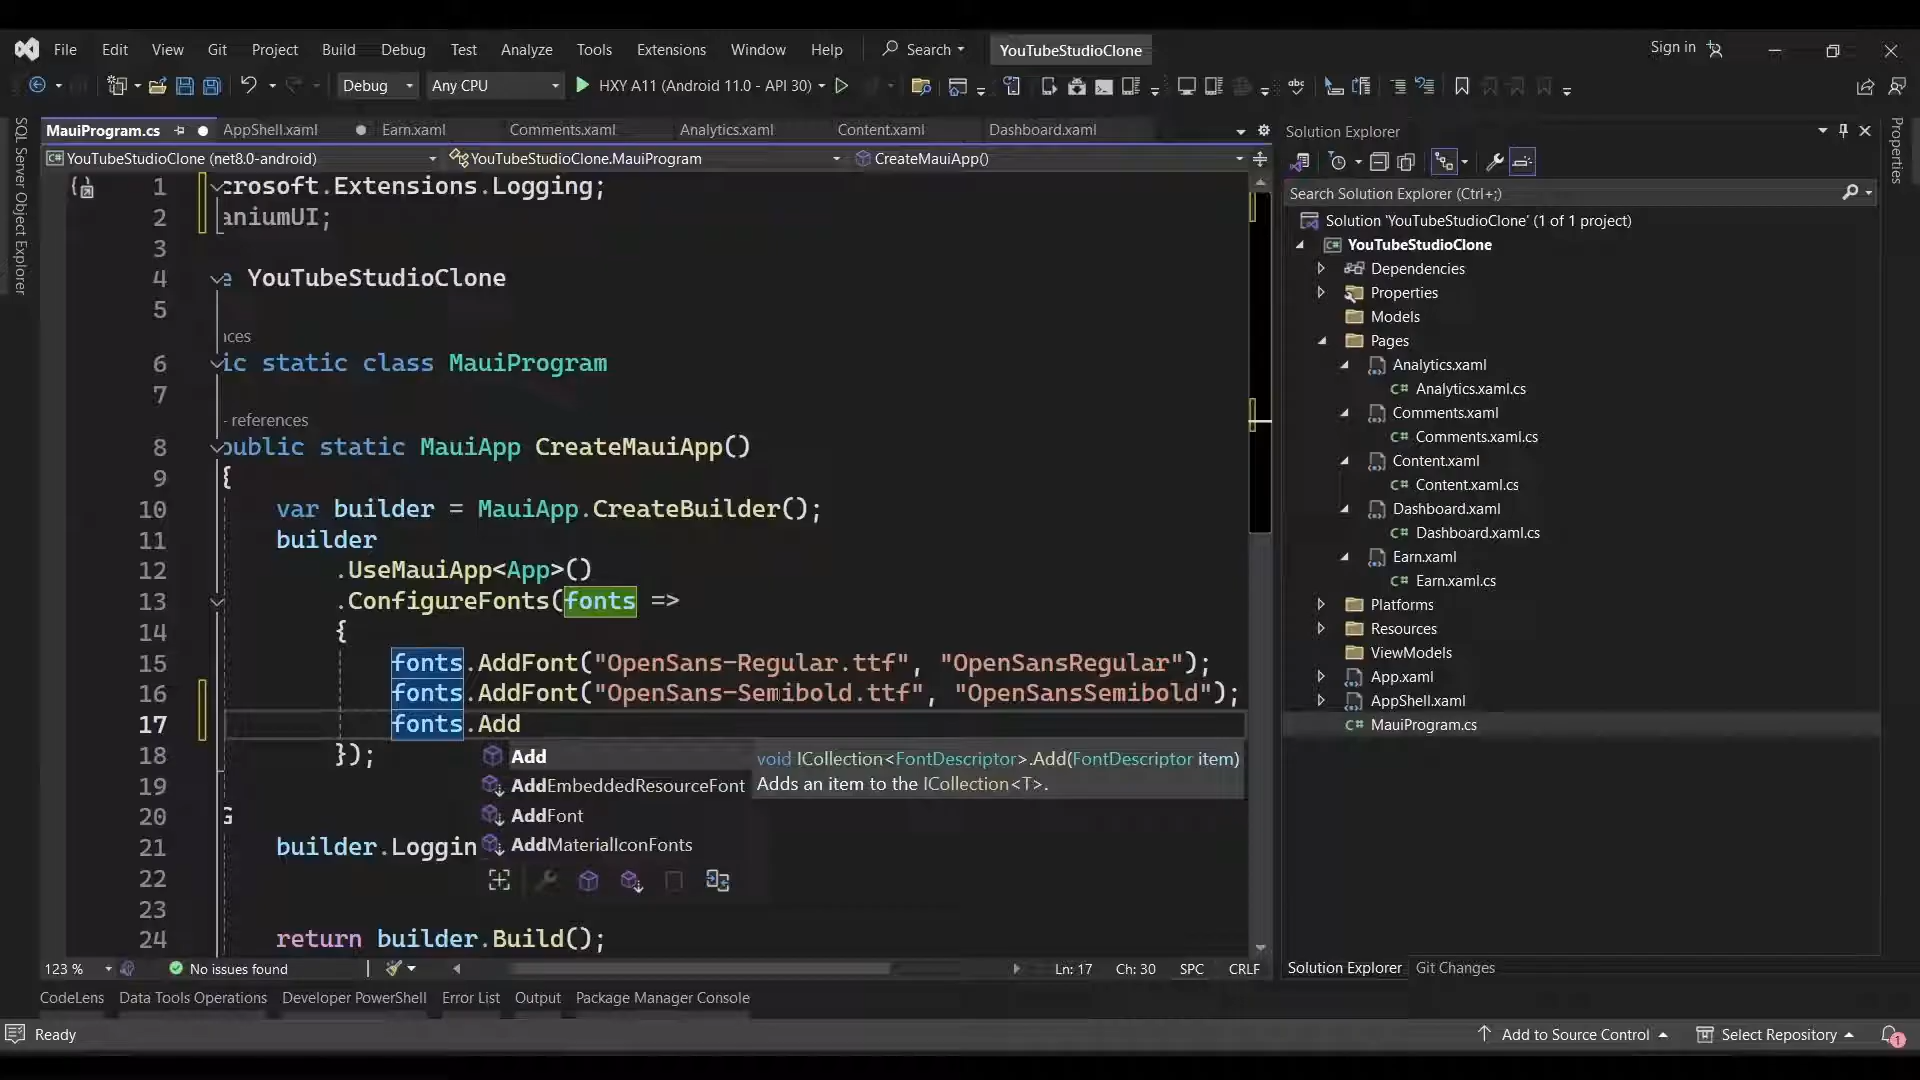 File Edit View Git Project Build Debug Test Analyze Tools Extensions Window Help Search YouTubeStudioClone Sign in
Debug Any CPU HXY A11 (Android 11.0 - API 30)
MauiProgram.cs AppShell.xaml Earn.xaml Comments.xaml Analytics.xaml Content.xaml Dashboard.xaml
YouTubeStudioClone (net8.0-android) YouTubeStudioClone.MauiProgram CreateMauiApp()
SQL Server Object Explorer
1 crosoft.Extensions.Logging;
2 aniumUI;
3
4 e YouTubeStudioClone
5
nces
6 ic static class MauiProgram
7
- references
8 public static MauiApp CreateMauiApp()
9 {
10 var builder = MauiApp.CreateBuilder();
11 builder
12 .UseMauiApp<App>()
13 .ConfigureFonts(fonts =>
14 {
15 fonts.AddFont("OpenSans-Regular.ttf", "OpenSansRegular");
16 fonts.AddFont("OpenSans-Semibold.ttf", "OpenSansSemibold");
17 fonts.Add
18 });
19
20 G
21 builder.Loggin
22
23
24 return builder.Build();
Add
AddEmbeddedResourceFont
AddFont
AddMaterialIconFonts
void ICollection<FontDescriptor>.Add(FontDescriptor item)
Adds an item to the ICollection<T>.
123 % No issues found Ln: 17 Ch: 30 SPC CRLF
Solution Explorer
Search Solution Explorer (Ctrl+;)
Solution 'YouTubeStudioClone' (1 of 1 project)
YouTubeStudioClone
Dependencies
Properties
Models
Pages
Analytics.xaml
C# Analytics.xaml.cs
Comments.xaml
C# Comments.xaml.cs
Content.xaml
C# Content.xaml.cs
Dashboard.xaml
C# Dashboard.xaml.cs
Earn.xaml
C# Earn.xaml.cs
Platforms
Resources
ViewModels
App.xaml
AppShell.xaml
C# MauiProgram.cs
Solution Explorer Git Changes
Properties
CodeLens Data Tools Operations Developer PowerShell Error List Output Package Manager Console
Ready Add to Source Control Select Repository 1